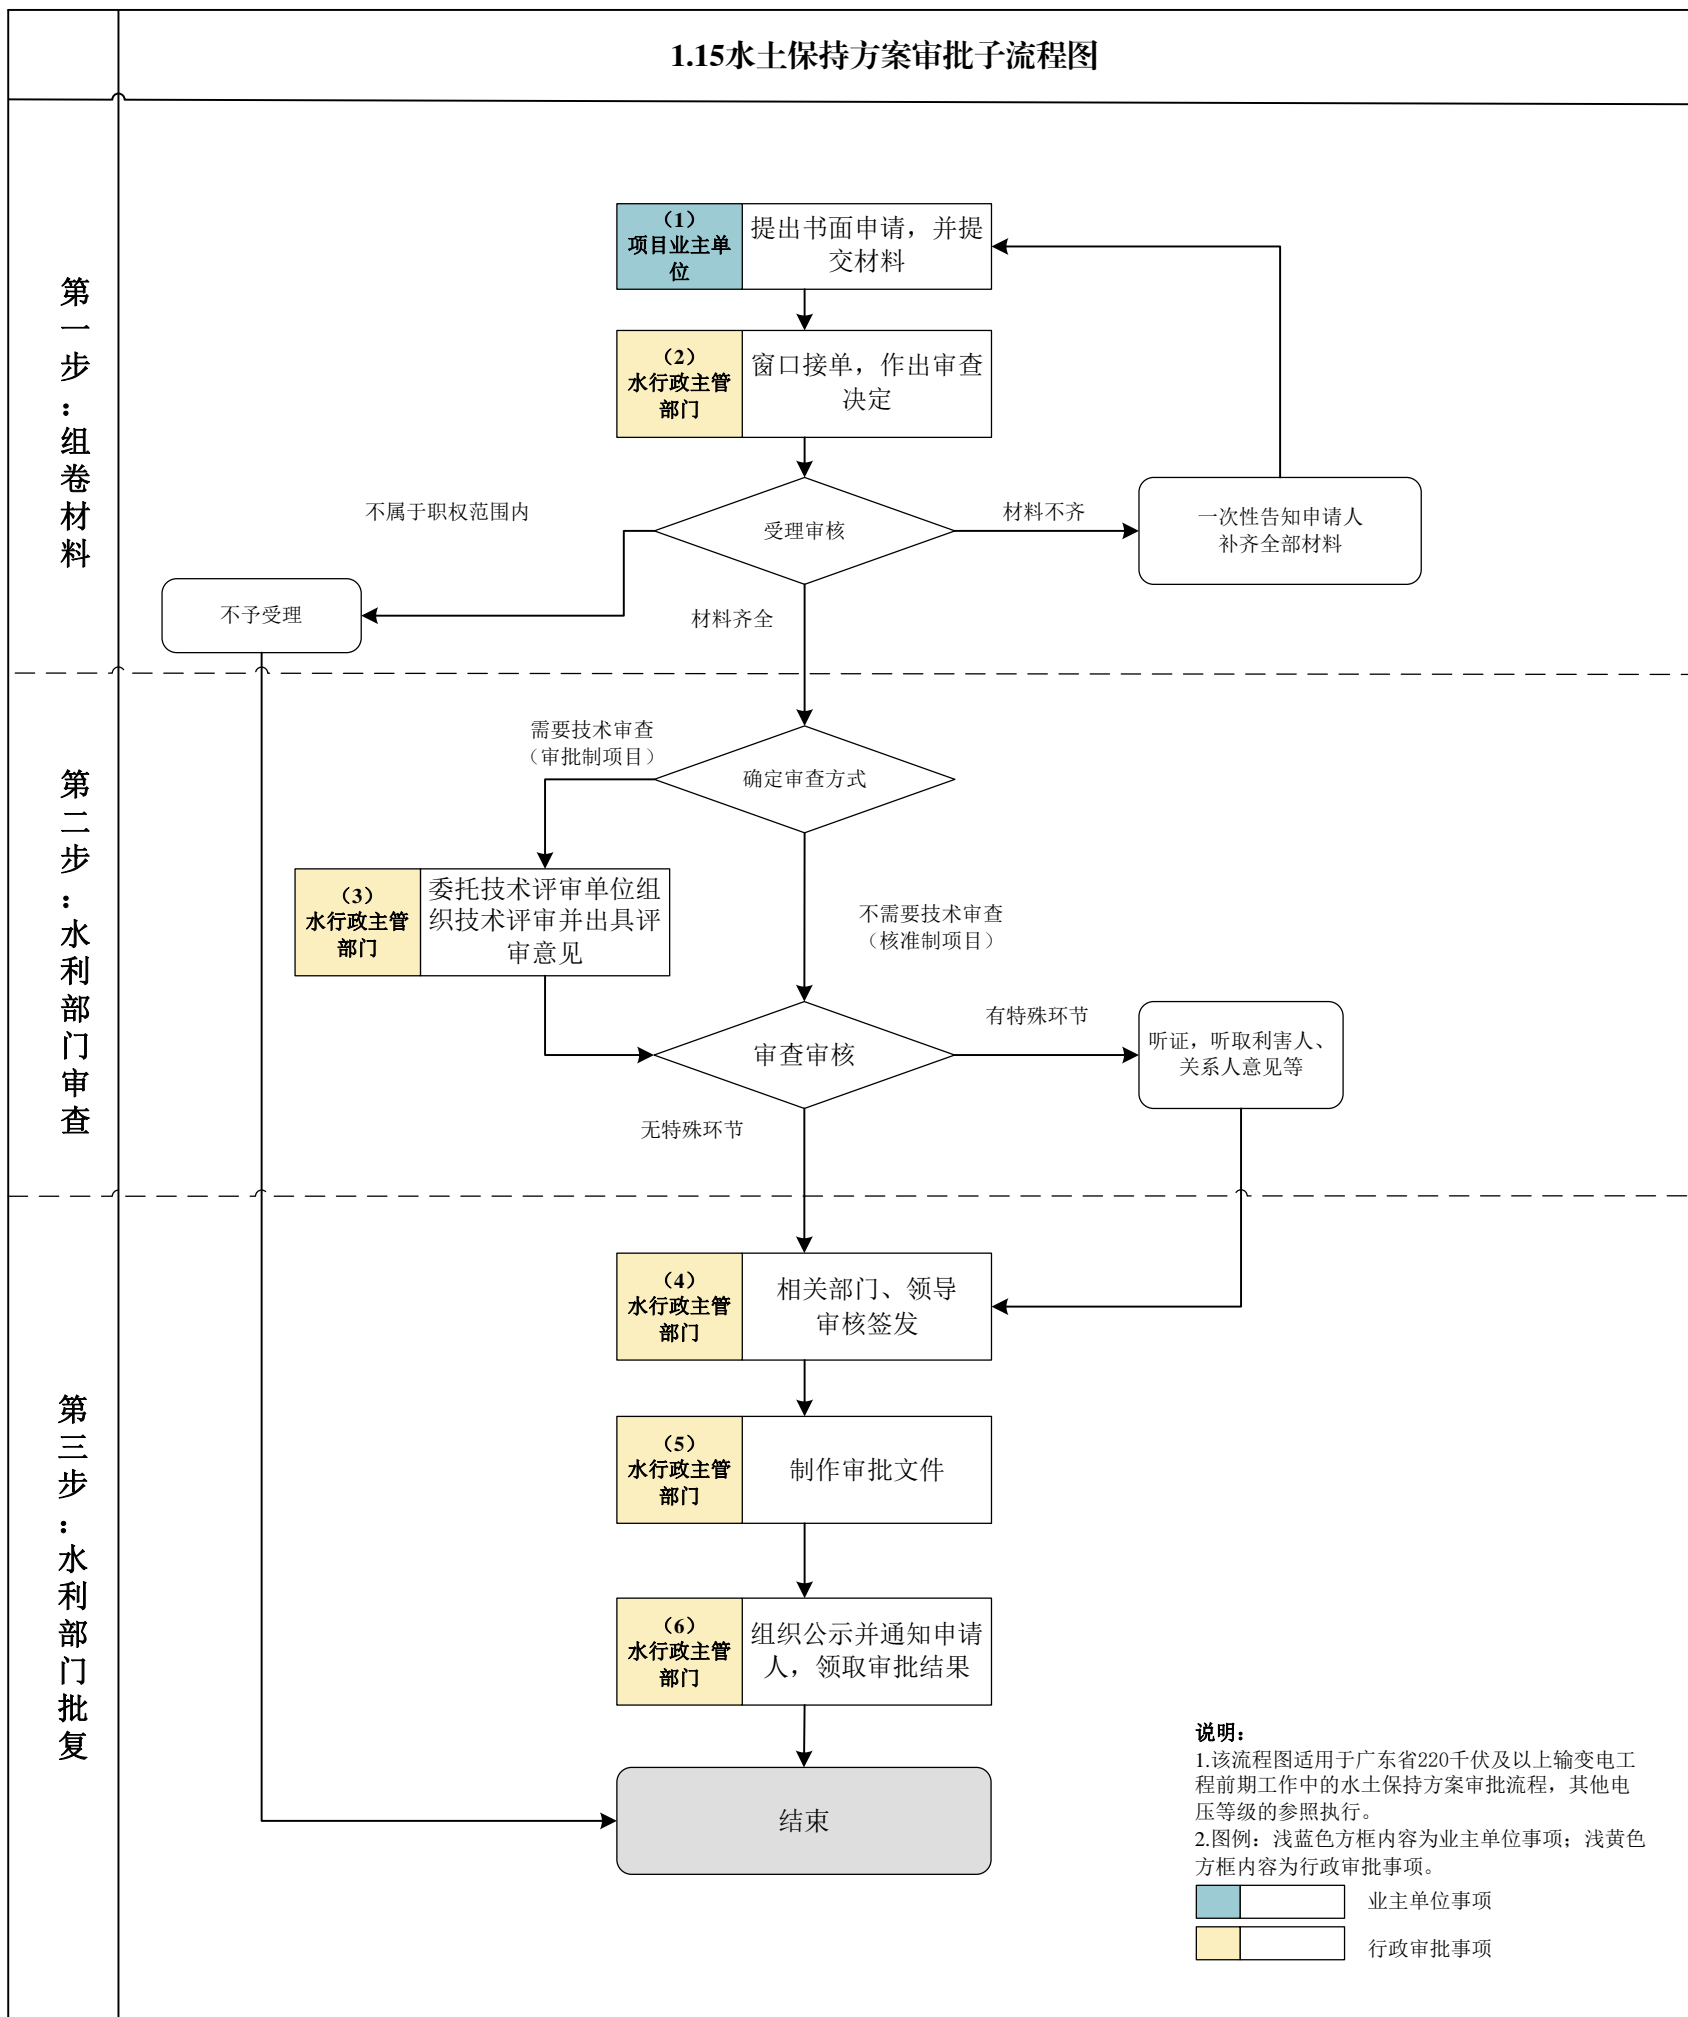 1.15水土保持方案审批子流程图
第一步：组卷材料
（1）
项目业主单
位
提出书面申请，并提
交材料
（2）
水行政主管
部门
窗口接单，作出审查
决定
不属于职权范围内
受理审核
材料不齐
一次性告知申请人
补齐全部材料
不予受理
材料齐全
第二步：水利部门审查
需要技术审查
（审批制项目）
确定审查方式
（3）
水行政主管
部门
委托技术评审单位组
织技术评审并出具评
审意见
不需要技术审查
（核准制项目）
审查审核
有特殊环节
听证，听取利害人、
关系人意见等
无特殊环节
第三步：水利部门批复
（4）
水行政主管
部门
相关部门、领导
审核签发
（5）
水行政主管
部门
制作审批文件
（6）
水行政主管
部门
组织公示并通知申请
人，领取审批结果
结束
说明：
1.该流程图适用于广东省220千伏及以上输变电工
程前期工作中的水土保持方案审批流程，其他电
压等级的参照执行。
2.图例：浅蓝色方框内容为业主单位事项；浅黄色
方框内容为行政审批事项。
业主单位事项
行政审批事项